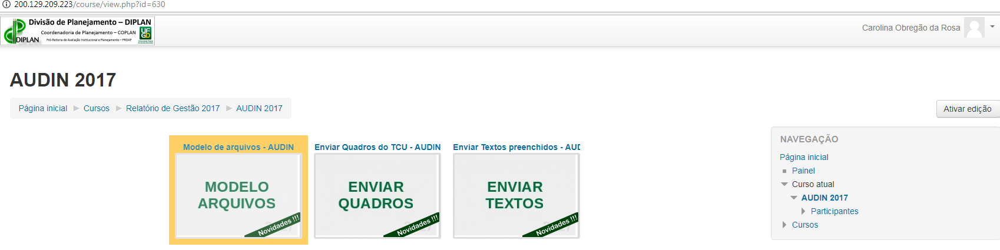 200.129.209.223/course/view.php?id=630
Divisão de Planejamento – DIPLAN
Coordenadoria de Planejamento – COPLAN
Pró-Reitoria de Avaliação Institucional e Planejamento – PROAP
DIPLAN
UFGD
Carolina Obregão da Rosa
AUDIN 2017
Página inicial ► Cursos ► Relatório de Gestão 2017 ► AUDIN 2017
Ativar edição
Modelo de arquivos - AUDIN
MODELO
ARQUIVOS
Novidades !!!
Enviar Quadros do TCU - AUDIN
ENVIAR
QUADROS
Novidades !!!
Enviar Textos preenchidos - AUD
ENVIAR
TEXTOS
Novidades !!!
NAVEGAÇÃO
Página inicial
Painel
Curso atual
AUDIN 2017
Participantes
Cursos